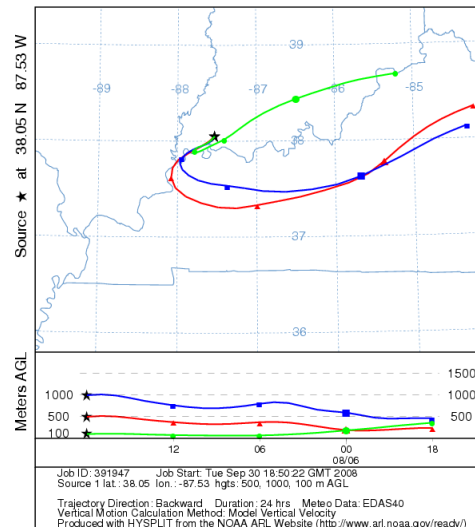 Source ★ at 38.05 N 87.53 W
39
-89
-88
-87
-86
-85
38
37
36
Meters AGL
1500
1000
1000
500
500
100
12
06
00
18
08/06
Job ID: 391947 Job Start: Tue Sep 30 18:50:22 GMT 2008
Source 1 lat.: 38.05 lon.: -87.53 hgts: 500, 1000, 100 m AGL
Trajectory Direction: Backward Duration: 24 hrs Meteo Data: EDAS40
Vertical Motion Calculation Method: Model Vertical Velocity
Produced with HYSPLIT from the NOAA ARL Website (http://www.arl.noaa.gov/ready/)